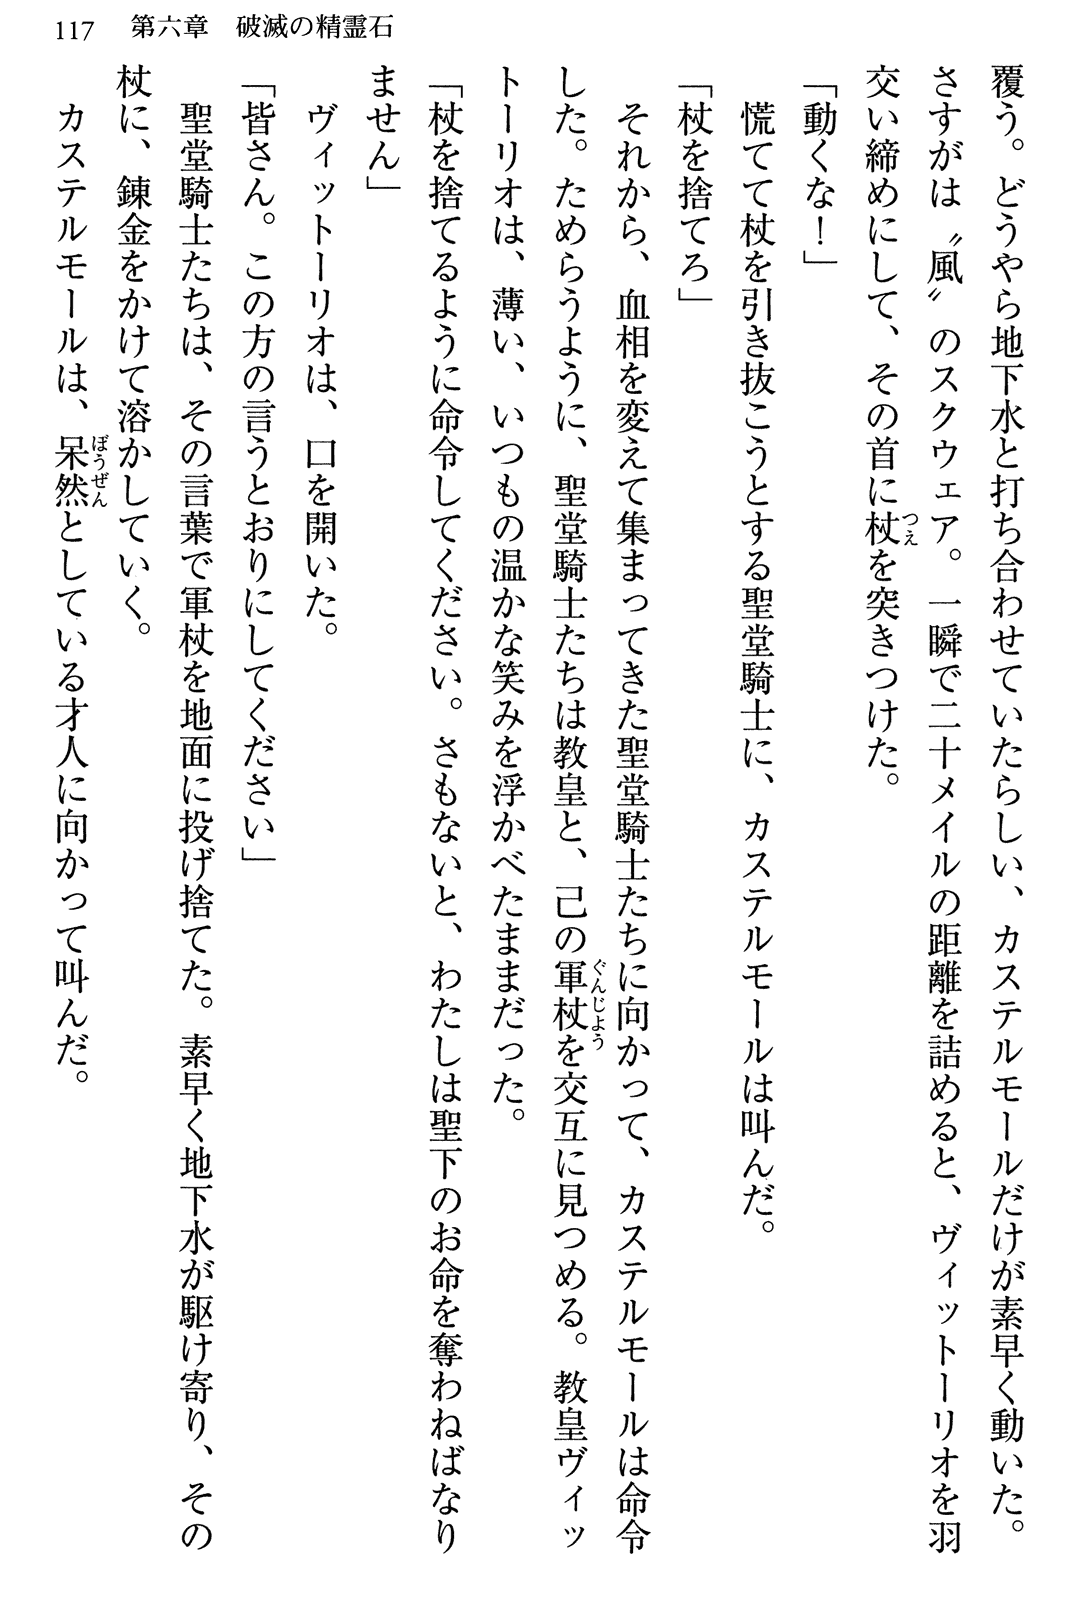 117　第六章　破滅の精霊石
覆う。どうやら地下水と打ち合わせていたらしい、カステルモールだけが素早く動いた。
さすがは〝風〟のスクウェア。一瞬で二十メイルの距離を詰めると、ヴィットーリオを羽
交い締めにして、その首に杖を突きつけた。
「動くな！」
　慌てて杖を引き抜こうとする聖堂騎士に、カステルモールは叫んだ。
「杖を捨てろ」
　それから、血相を変えて集まってきた聖堂騎士たちに向かって、カステルモールは命令
した。ためらうように、聖堂騎士たちは教皇と、己の軍杖を交互に見つめる。教皇ヴィッ
トーリオは、薄い、いつもの温かな笑みを浮かべたままだった。
「杖を捨てるように命令してください。さもないと、わたしは聖下のお命を奪わねばなり
ません」
　ヴィットーリオは、口を開いた。
「皆さん。この方の言うとおりにしてください」
　聖堂騎士たちは、その言葉で軍杖を地面に投げ捨てた。素早く地下水が駆け寄り、その
杖に、錬金をかけて溶かしていく。
　カステルモールは、呆然としている才人に向かって叫んだ。
つえ
ぐんじよう
ぼうぜん